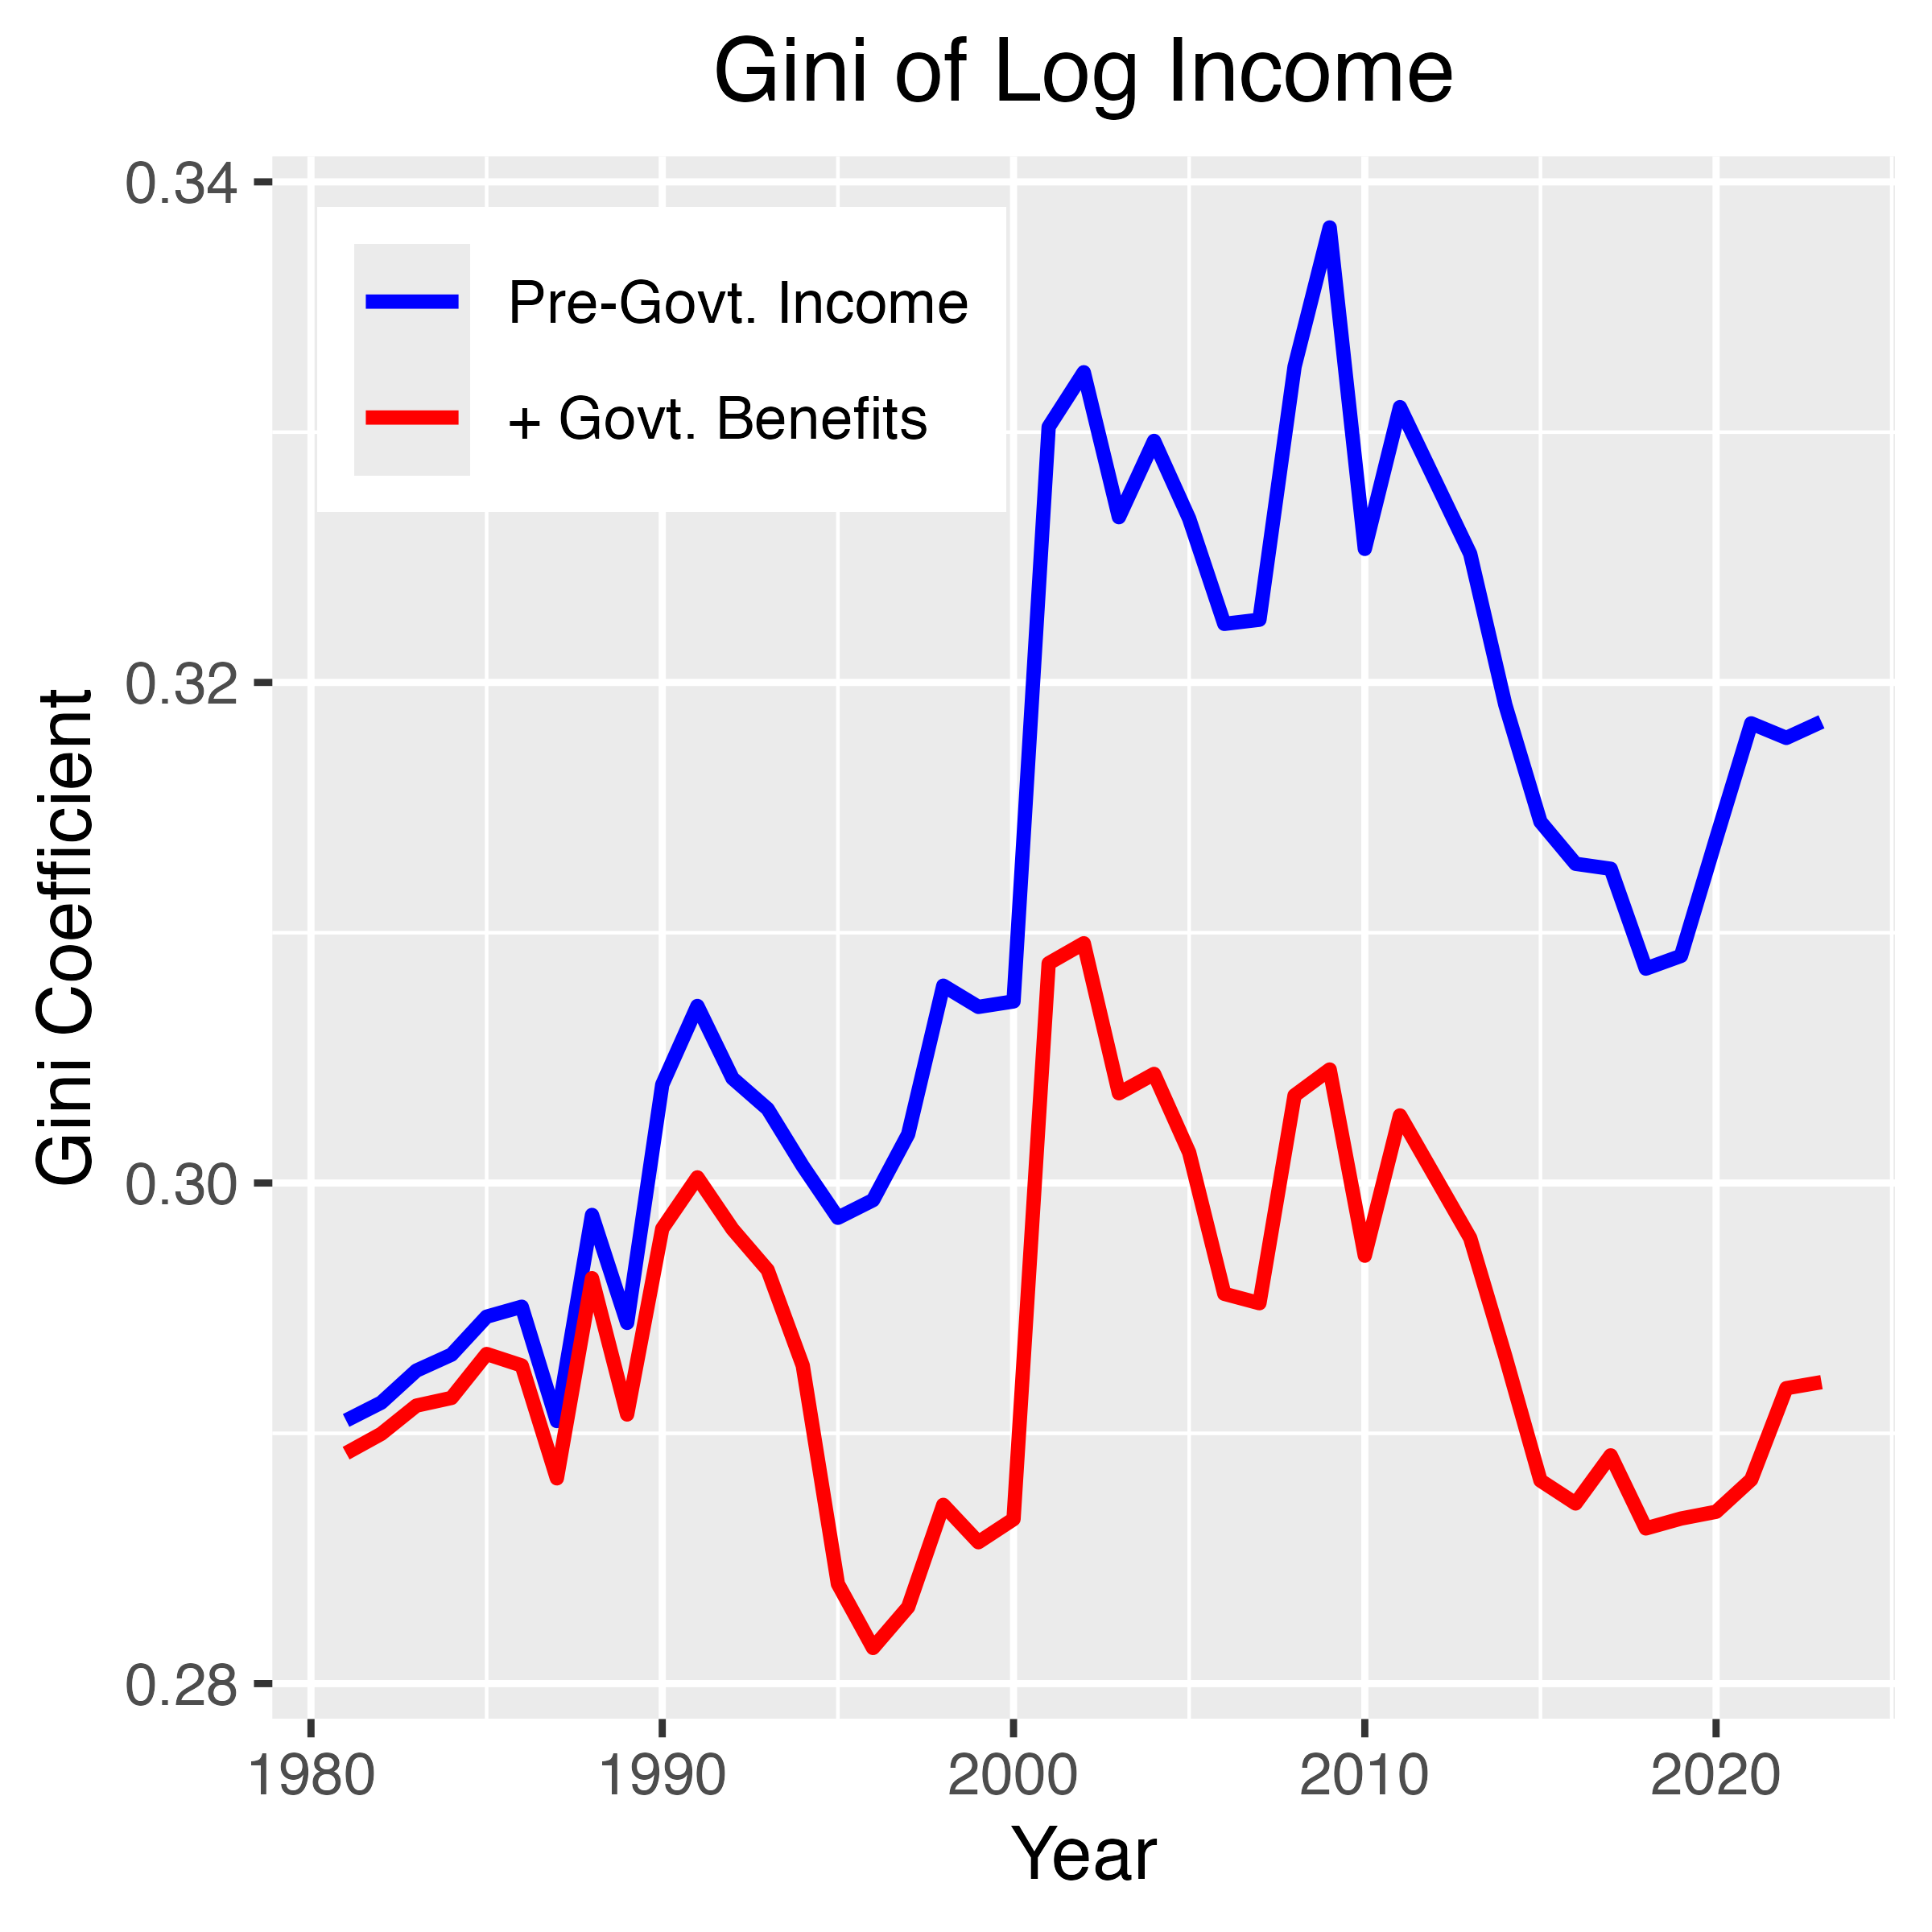 Gini of Log Income
Gini Coefficient
0.34
0.32
0.30
0.28
Pre-Govt. Income
+ Govt. Benefits
1980 1990 2000 2010 2020
Year